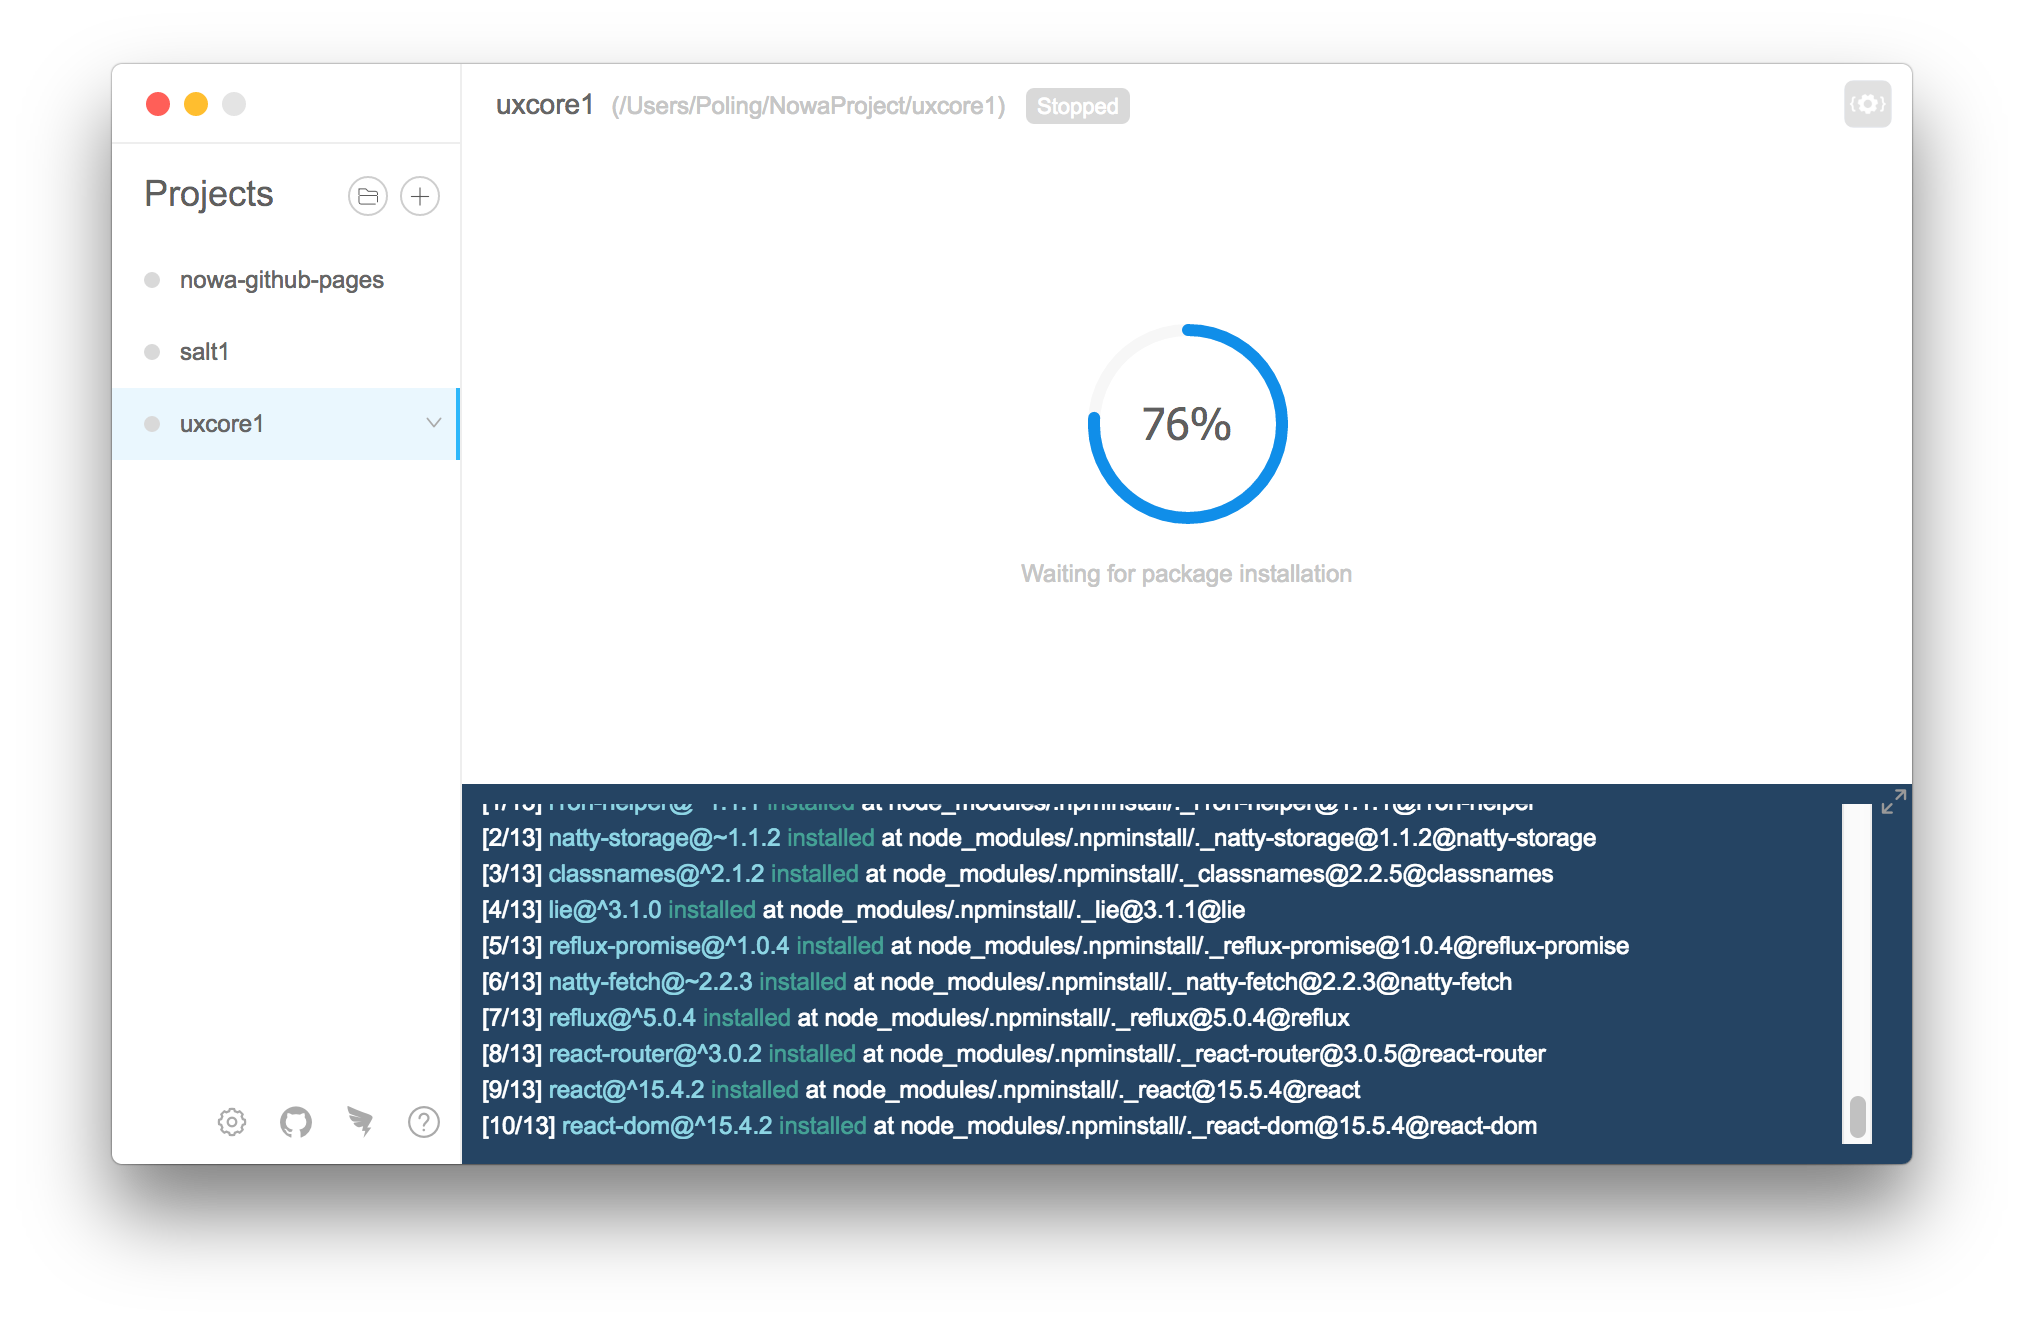 uxcore1 (/Users/Poling/NowaProject/uxcore1) Stopped
Projects
nowa-github-pages
salt1
uxcore1
76%
Waiting for package installation
[1/13] installed at node_modules/.npminstall/.
[2/13] natty-storage@~1.1.2 installed at node_modules/.npminstall/._natty-storage@1.1.2@natty-storage
[3/13] classnames@^2.1.2 installed at node_modules/.npminstall/._classnames@2.2.5@classnames
[4/13] lie@^3.1.0 installed at node_modules/.npminstall/._lie@3.1.1@lie
[5/13] reflux-promise@^1.0.4 installed at node_modules/.npminstall/._reflux-promise@1.0.4@reflux-promise
[6/13] natty-fetch@~2.2.3 installed at node_modules/.npminstall/._natty-fetch@2.2.3@natty-fetch
[7/13] reflux@^5.0.4 installed at node_modules/.npminstall/._reflux@5.0.4@reflux
[8/13] react-router@^3.0.2 installed at node_modules/.npminstall/._react-router@3.0.5@react-router
[9/13] react@^15.4.2 installed at node_modules/.npminstall/._react@15.5.4@react
[10/13] react-dom@^15.4.2 installed at node_modules/.npminstall/._react-dom@15.5.4@react-dom